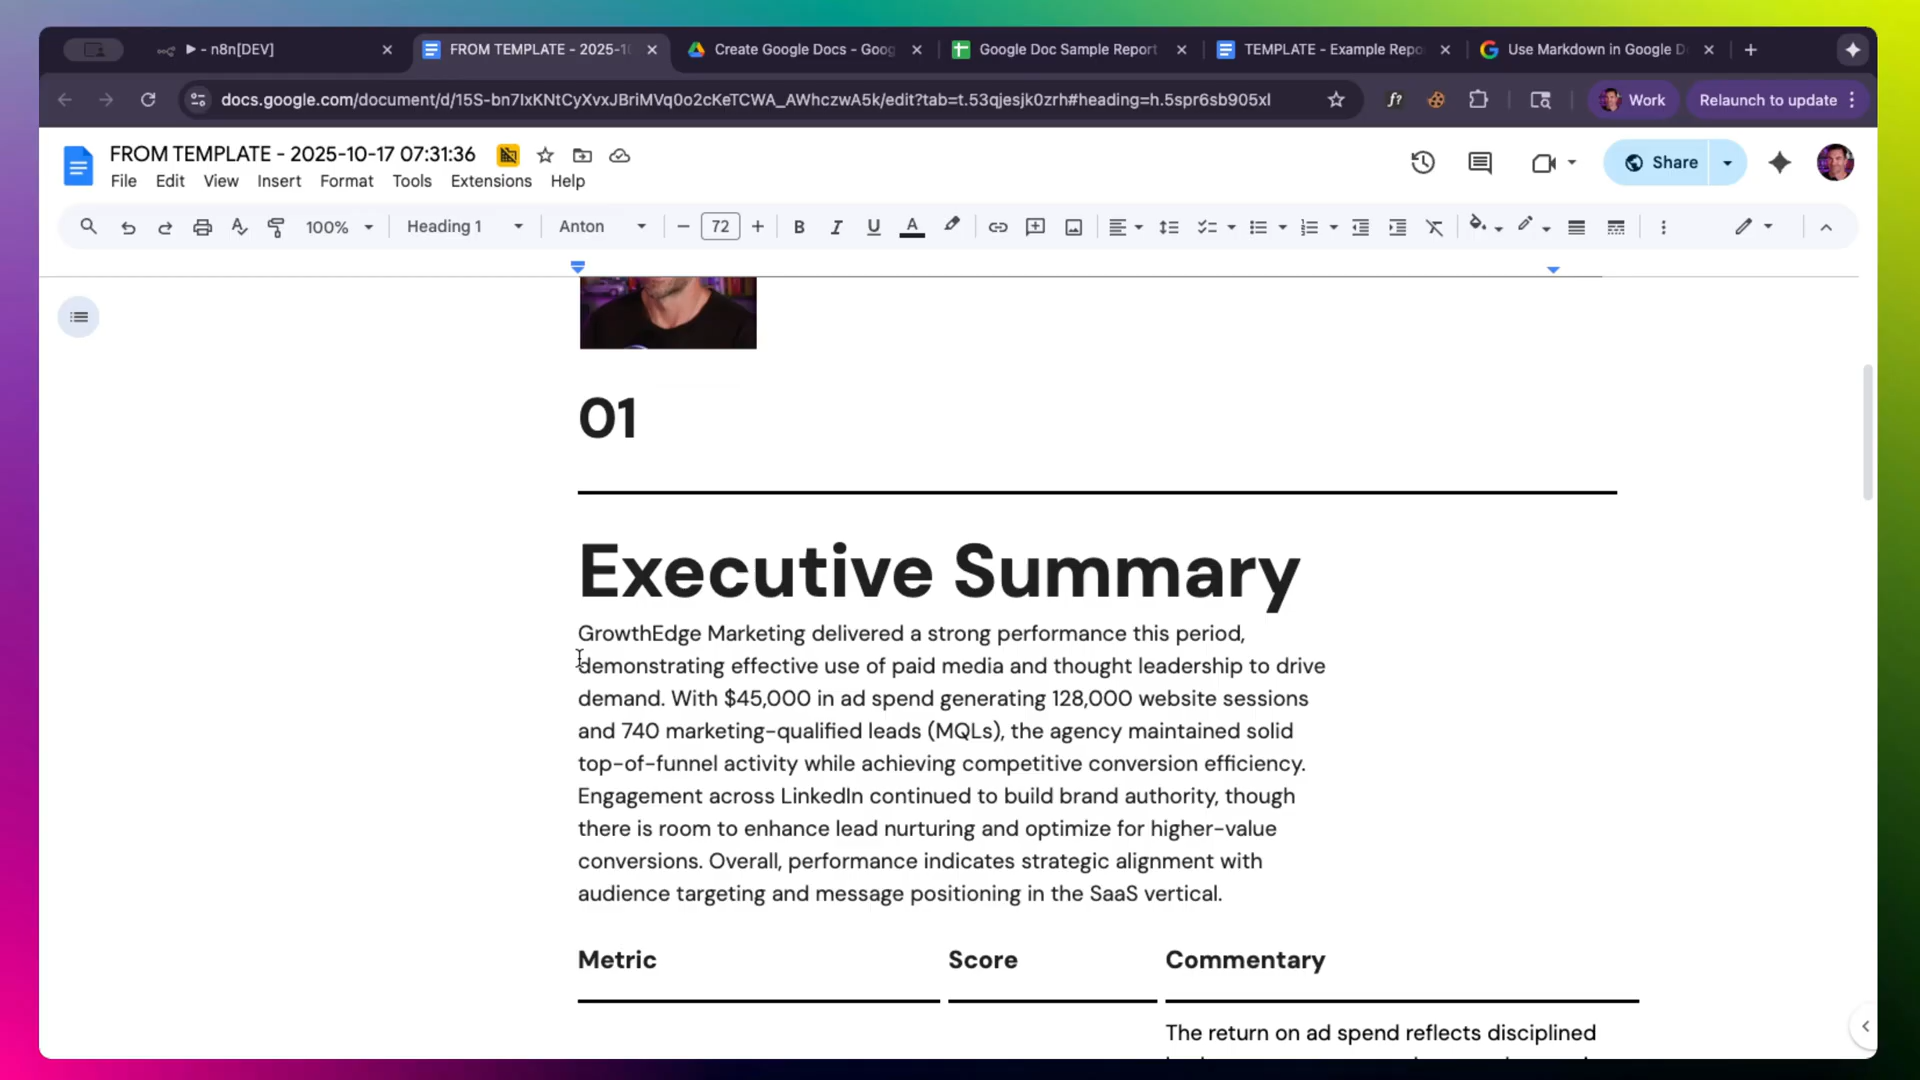 - n8n[DEV]
FROM TEMPLATE - 2025-1
Create Google Docs - Goog
Google Doc Sample Report
TEMPLATE - Example Repo
Use Markdown in Google D
docs.google.com/document/d/15S-bn7IxKNtCyXvxJBriMVq0o2cKeTCWA_AWhczwA5k/edit?tab=t.53qjesjk0zrh#heading=h.5spr6sb905xl
f?
Work
Relaunch to update
FROM TEMPLATE - 2025-10-17 07:31:36
File Edit View Insert Format Tools Extensions Help
Share
100% Heading 1 Anton 72 B I U A
01
Executive Summary
GrowthEdge Marketing delivered a strong performance this period,
demonstrating effective use of paid media and thought leadership to drive
demand. With $45,000 in ad spend generating 128,000 website sessions
and 740 marketing-qualified leads (MQLs), the agency maintained solid
top-of-funnel activity while achieving competitive conversion efficiency.
Engagement across LinkedIn continued to build brand authority, though
there is room to enhance lead nurturing and optimize for higher-value
conversions. Overall, performance indicates strategic alignment with
audience targeting and message positioning in the SaaS vertical.
Metric Score Commentary
The return on ad spend reflects disciplined